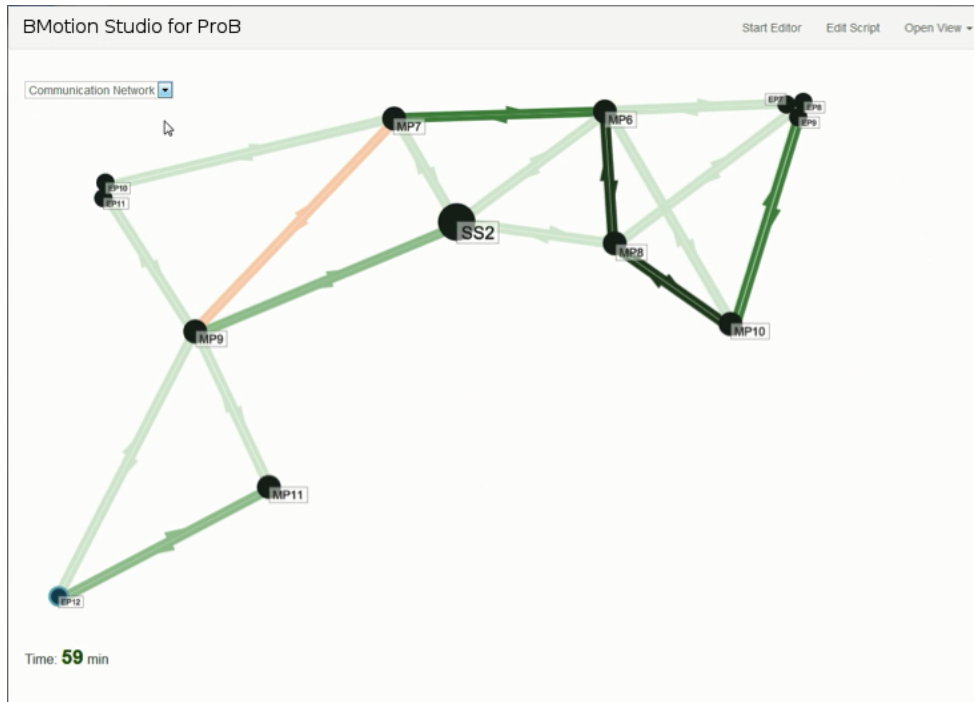 BMotion Studio for ProB
Start Editor Edit Script Open View
Communication Network
EP7
EP8
MP7
MP6
EP9
EP10
EP11
SS2
MP8
MP10
MP9
MP11
EP12
Time: 59 min